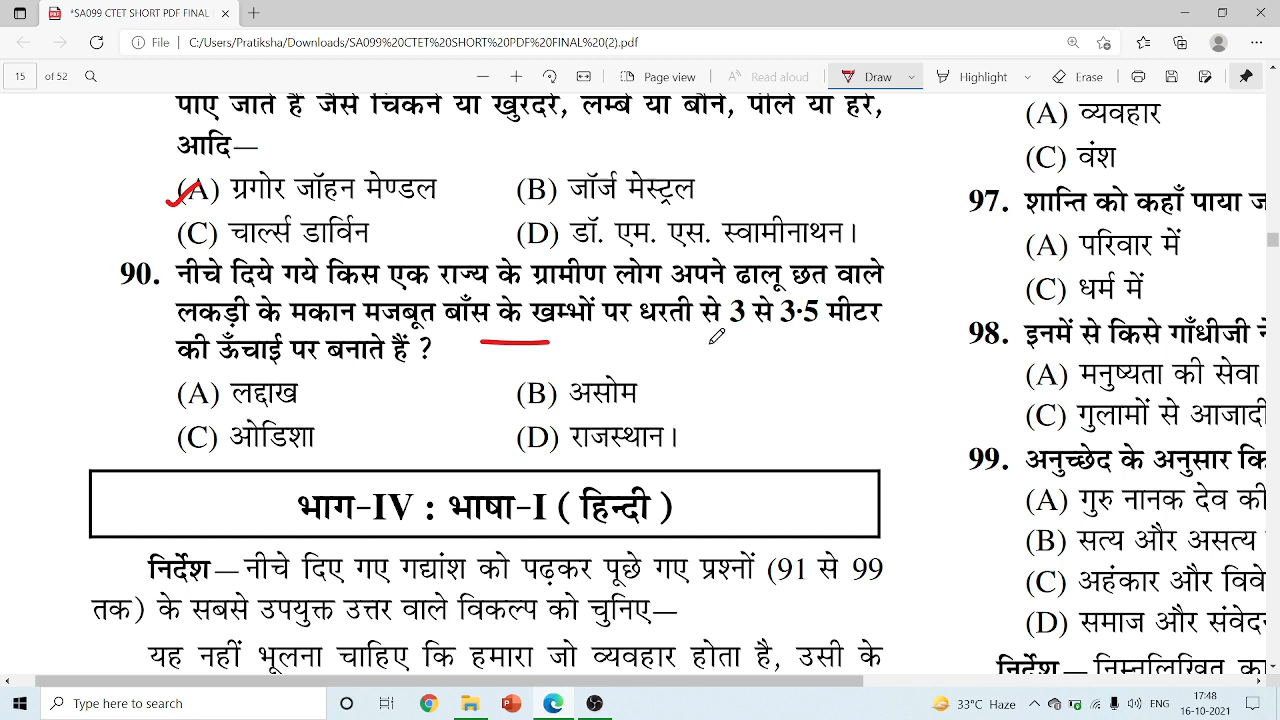 *SA099 CTET SHORT PDF FINAL
File
C:/Users/Pratiksha/Downloads/SA099%20CTET%20SHORT%20PDF%20FINAL%20(2).pdf
15 of 52
Page view
Read aloud
Draw
Highlight
Erase
पाए जाते हैं जैसे चिकने या खुरदरे, लम्बे या बौने, पीले या हरे,
आदि—
(A) ग्रगोर जॉहन मेण्डल (B) जॉर्ज मेस्ट्रल
(C) चार्ल्स डार्विन (D) डॉ. एम. एस. स्वामीनाथन।
90. नीचे दिये गये किस एक राज्य के ग्रामीण लोग अपने ढालू छत वाले
लकड़ी के मकान मजबूत बाँस के खम्भों पर धरती से 3 से 3·5 मीटर
की ऊँचाई पर बनाते हैं ?
(A) लद्दाख (B) असोम
(C) ओडिशा (D) राजस्थान।
भाग-IV : भाषा-I ( हिन्दी )
निर्देश—नीचे दिए गए गद्यांश को पढ़कर पूछे गए प्रश्नों (91 से 99
तक) के सबसे उपयुक्त उत्तर वाले विकल्प को चुनिए—
यह नहीं भूलना चाहिए कि हमारा जो व्यवहार होता है, उसी के
(A) व्यवहार
(C) वंश
97. शान्ति को कहाँ पाया ज
(A) परिवार में
(C) धर्म में
98. इनमें से किसे गाँधीजी ने
(A) मनुष्यता की सेवा
(C) गुलामों से आजादी
99. अनुच्छेद के अनुसार कि
(A) गुरु नानक देव की
(B) सत्य और असत्य
(C) अहंकार और विवे
(D) समाज और संवेद
निर्देश— निम्नलिखित का
Type here to search
33°C Haze
ENG
17:48
16-10-2021